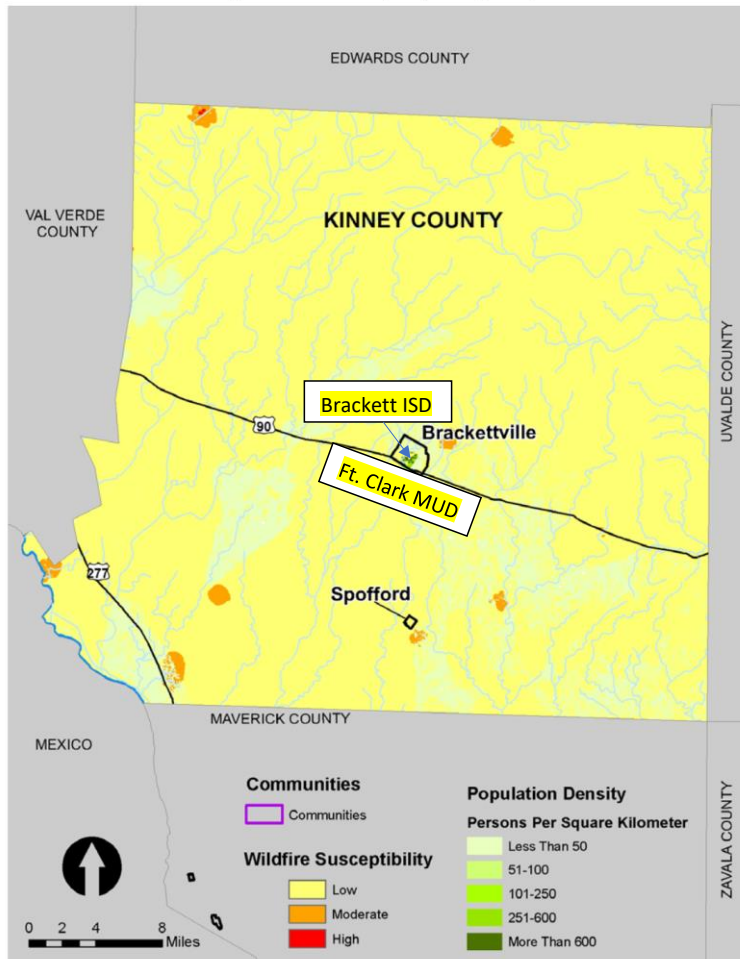 EDWARDS COUNTY
VAL VERDE
COUNTY
KINNEY COUNTY
UVALDE COUNTY
Brackett ISD
90
Brackettville
Ft. Clark MUD
277
Spofford
MAVERICK COUNTY
MEXICO
ZAVALA COUNTY
Communities
Communities
Wildfire Susceptibility
Low
Moderate
High
Population Density
Persons Per Square Kilometer
Less Than 50
51-100
101-250
251-600
More Than 600
0 2 4 8
Miles